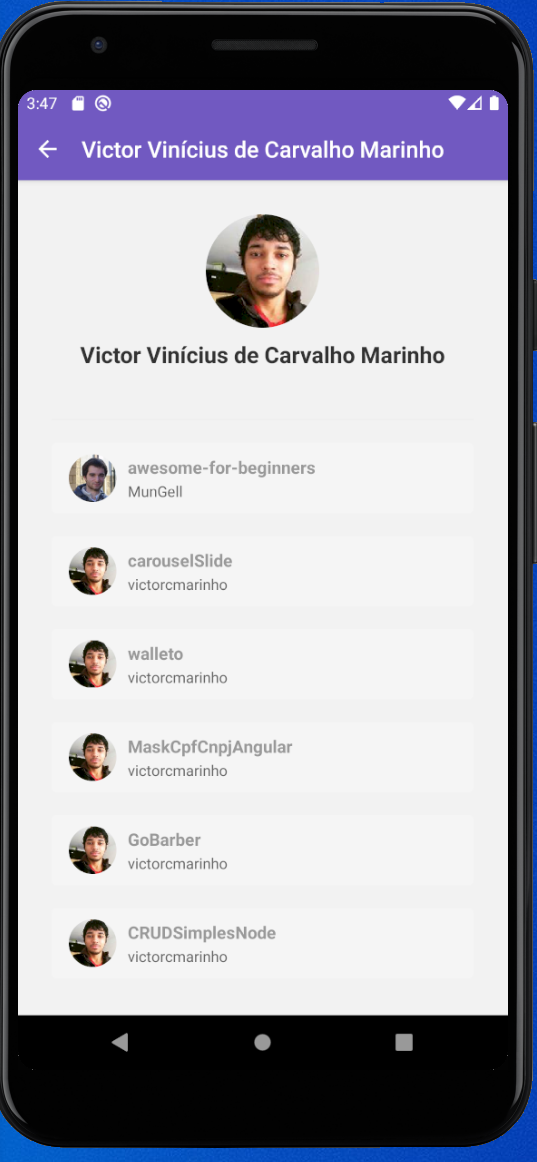 3:47
Victor Vinícius de Carvalho Marinho
Victor Vinícius de Carvalho Marinho
awesome-for-beginners
MunGell
carouselSlide
victorcmarinho
walleto
victorcmarinho
MaskCpfCnpjAngular
victorcmarinho
GoBarber
victorcmarinho
CRUDSimplesNode
victorcmarinho